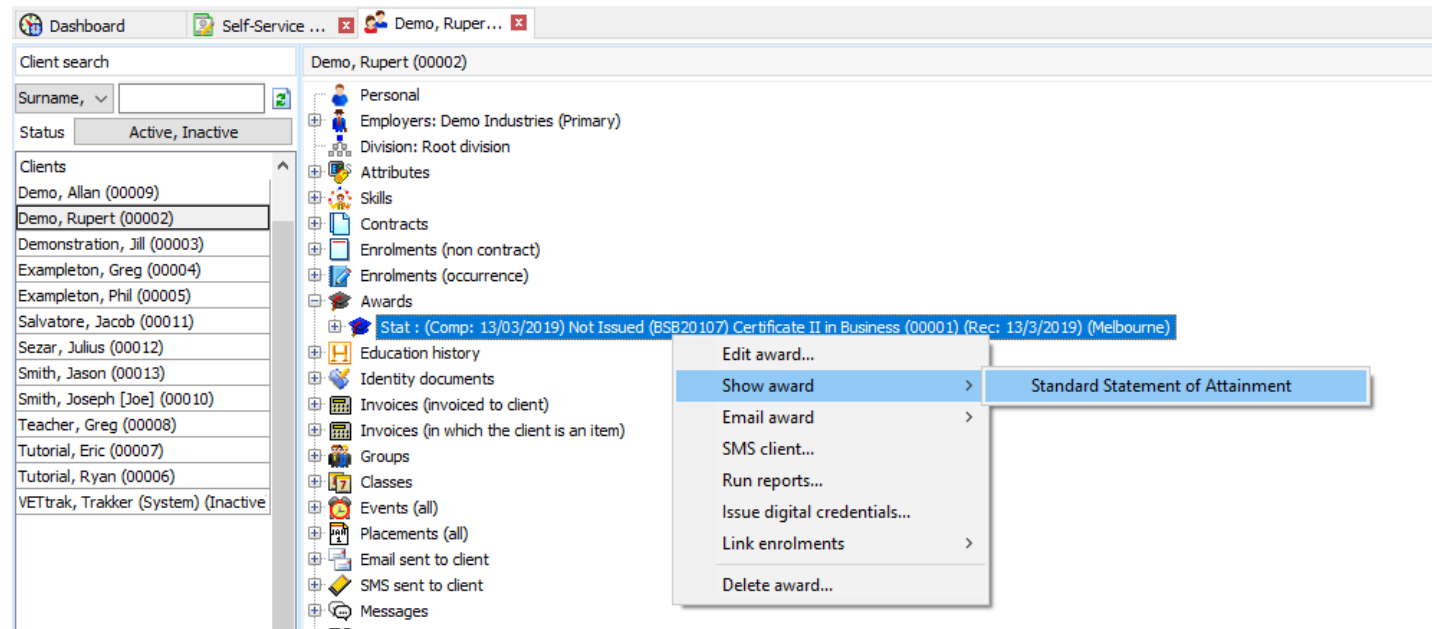 Dashboard
Self-Service ...
Demo, Ruper...
Client search
Surname,
Status
Active, Inactive
Clients
Demo, Allan (00009)
Demo, Rupert (00002)
Demonstration, Jill (00003)
Exampleton, Greg (00004)
Exampleton, Phil (00005)
Salvatore, Jacob (00011)
Sezar, Julius (00012)
Smith, Jason (00013)
Smith, Joseph [Joe] (00010)
Teacher, Greg (00008)
Tutorial, Eric (00007)
Tutorial, Ryan (00006)
VETtrak, Trakker (System) (Inactive
Demo, Rupert (00002)
Personal
Employers: Demo Industries (Primary)
Division: Root division
Attributes
Skills
Contracts
Enrolments (non contract)
Enrolments (occurrence)
Awards
Stat : (Comp: 13/03/2019) Not Issued (BSB20107) Certificate II in Business (00001) (Rec: 13/3/2019) (Melbourne)
Education history
Identity documents
Invoices (invoiced to client)
Invoices (in which the client is an item)
Groups
Classes
Events (all)
Placements (all)
Email sent to client
SMS sent to client
Messages
Edit award...
Show award
Email award
SMS client...
Run reports...
Issue digital credentials...
Link enrolments
Delete award...
Standard Statement of Attainment